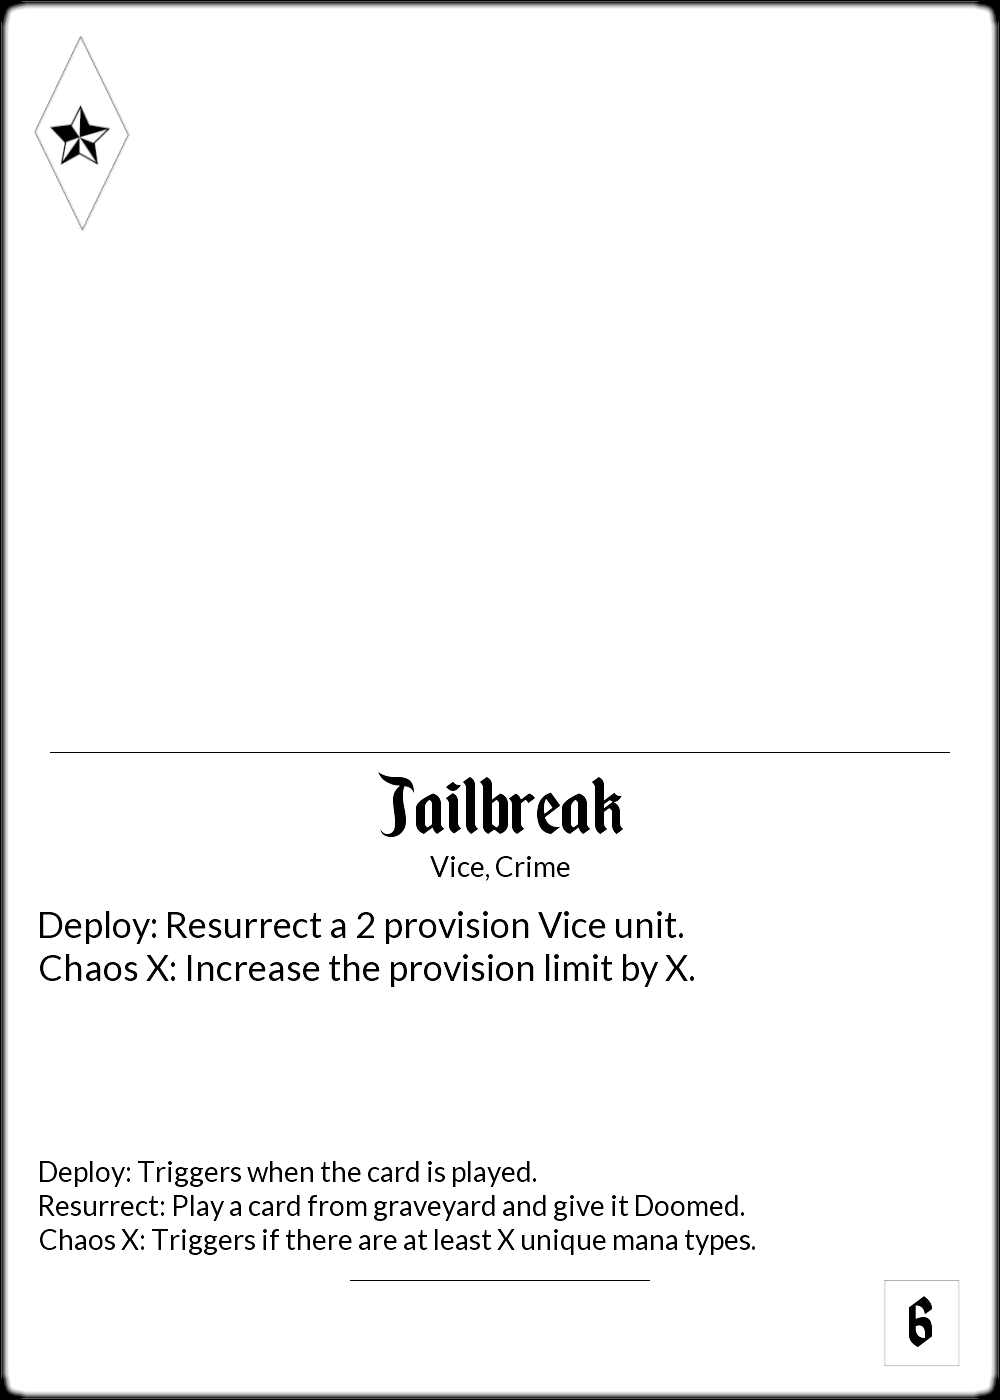 Jailbreak
Vice, Crime
Deploy: Resurrect a 2 provision Vice unit.
Chaos X: Increase the provision limit by X.
Deploy: Triggers when the card is played.
Resurrect: Play a card from graveyard and give it Doomed.
Chaos X: Triggers if there are at least X unique mana types.
6